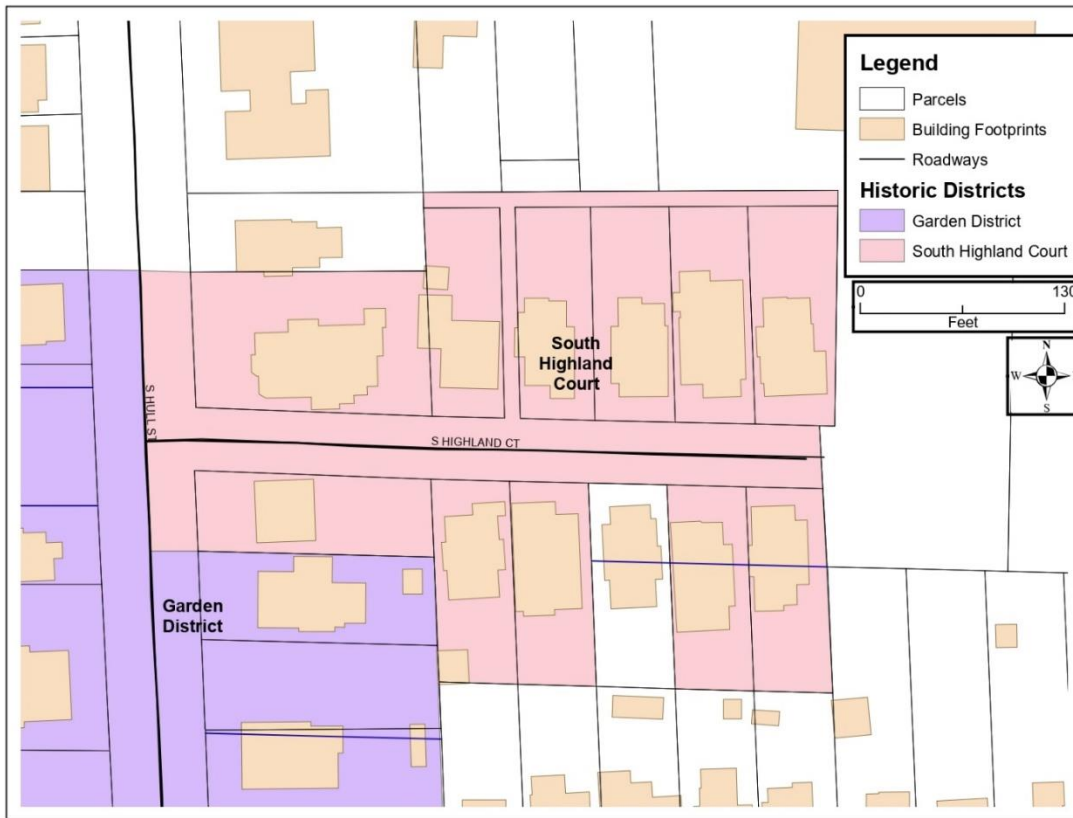 Legend
Parcels
Building Footprints
Roadways
Historic Districts
Garden District
South Highland Court
0 130
Feet
N
W E
S
South
Highland
Court
S HULL ST
S HIGHLAND CT
Garden
District